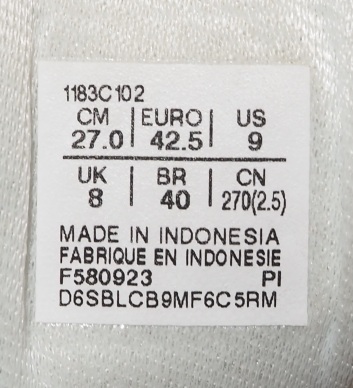 1183C102
CM | EURO | US
27.0 | 42.5 | 9
UK | BR | CN
8 | 40 | 270(2.5)
MADE IN INDONESIA
FABRIQUE EN INDONESIE
F580923 PI
D6SBLCB9MF6C5RM